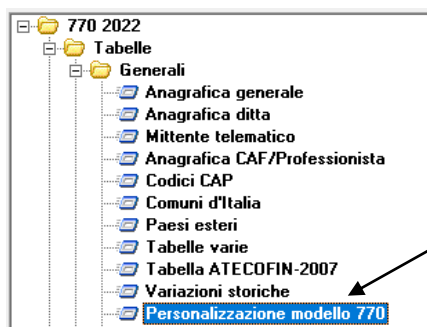 770 2022
Tabelle
Generali
Anagrafica generale
Anagrafica ditta
Mittente telematico
Anagrafica CAF/Professionista
Codici CAP
Comuni d'Italia
Paesi esteri
Tabelle varie
Tabella ATECOFIN-2007
Variazioni storiche
Personalizzazione modello 770